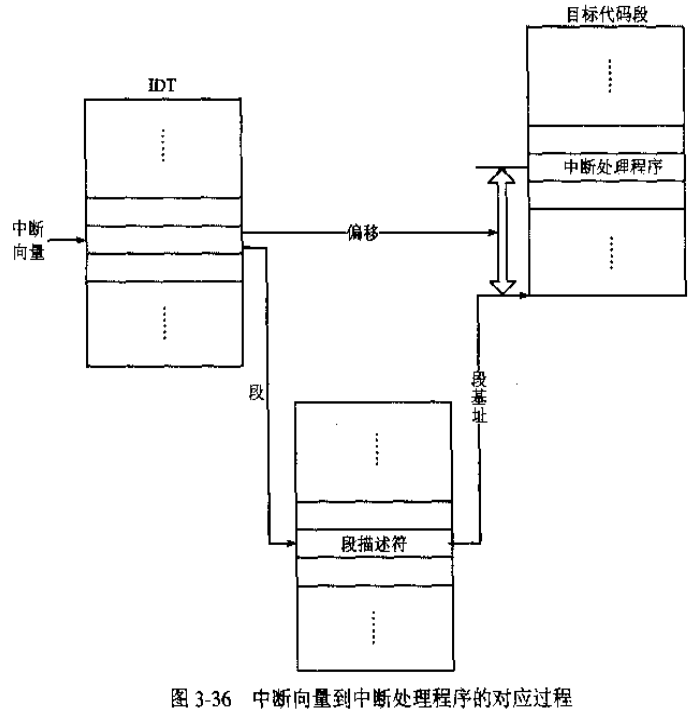 目标代码段
IDT
中断处理程序
中断
向量
偏移
段
段基址
段描述符
图 3-36 中断向量到中断处理程序的对应过程